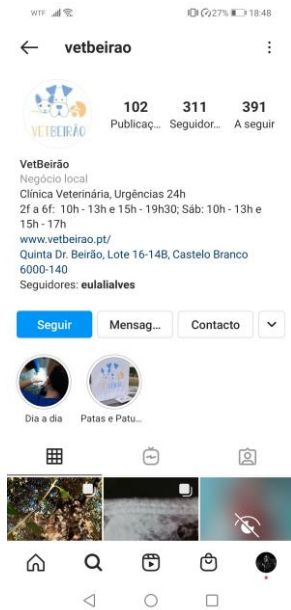 WTF 27% 18:48
vetbeirao
VETBEIRÃO
102 311 391
Publicaç... Seguidor... A seguir
VetBeirão
Negócio local
Clínica Veterinária, Urgências 24h
2f a 6f: 10h - 13h e 15h - 19h30; Sáb: 10h - 13h e
15h - 17h
www.vetbeirao.pt/
Quinta Dr. Beirão, Lote 16-14B, Castelo Branco
6000-140
Seguidores: eulalialves
Seguir Mensag... Contacto
Dia a dia Patas e Patu...